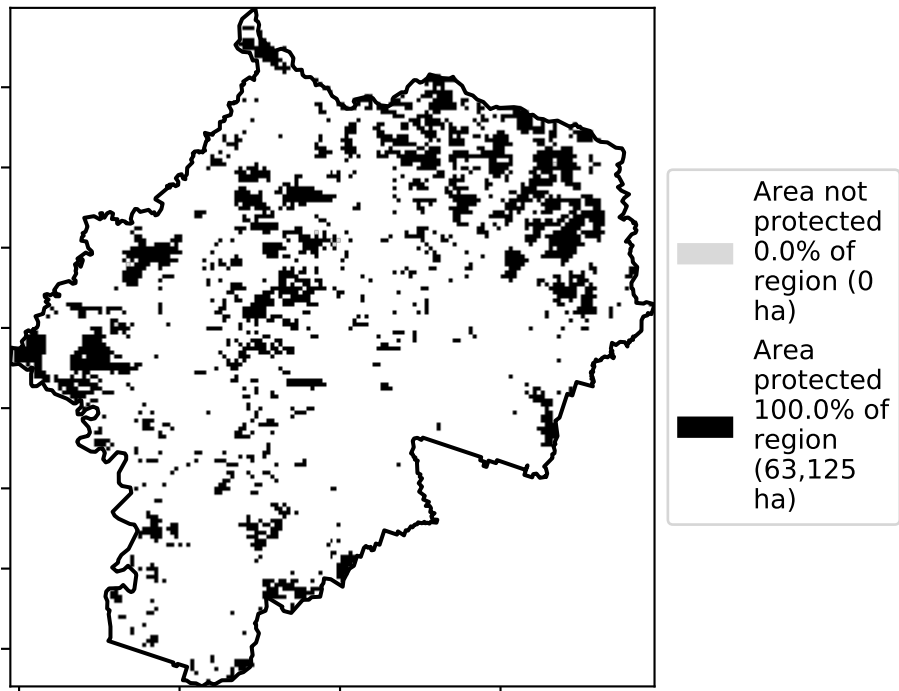 Area not
protected
0.0% of
region (0
ha)
Area
protected
100.0% of
region
(63,125
ha)